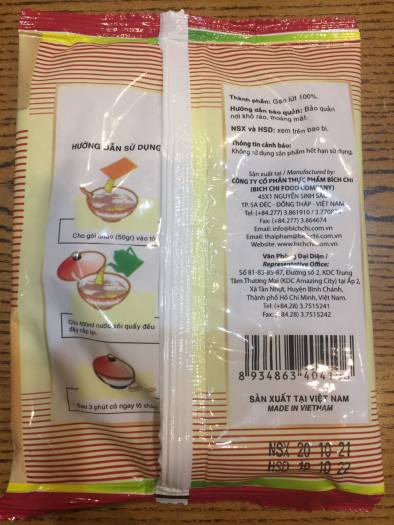 HƯỚNG DẪN SỬ DỤNG
Cho gói cháo (50gr) vào tô
Cho 400ml nước sôi quấy đều
đậy nắp lại.
Sau 3 phút có ngay tô cháo
Thành phần: Gạo lứt 100%.
Hướng dẫn bảo quản: Bảo quản
nơi khô ráo, thoáng mát.
NSX và HSD: xem trên bao bì.
Thông tin cảnh báo:
Không sử dụng sản phẩm hết hạn sử dụng.
Sản xuất tại / Manufactured by:
CÔNG TY CỔ PHẦN THỰC PHẨM BÍCH CHI
(BICH CHI FOOD COMPANY)
45X1 NGUYỄN SINH SẮC
TP. SA ĐÉC - ĐỒNG THÁP - VIỆT NAM
Tel: (+84.277) 3.861910 /
Fax: (+84.277) 3.864674
Email: info@bichchi.com.vn
Email: thaipham@bichchi.com.vn
Website: www.bichchi.com.vn
Văn Phòng Đại Diện /
Representative Office:
Số 81-83-85-87, Đường số 2, KDC Trung
Tâm Thương Mại (KDC Amazing City) tại Ấp 2,
Xã Tân Nhựt, Huyện Bình Chánh,
Thành phố Hồ Chí Minh, Việt Nam.
Tel: (+84.28) 3.7515241
Fax: (+84.28) 3.7515242
8 934863
SẢN XUẤT TẠI VIỆT NAM
MADE IN VIETNAM
NSX 20 10 21
HSD 10 10 22